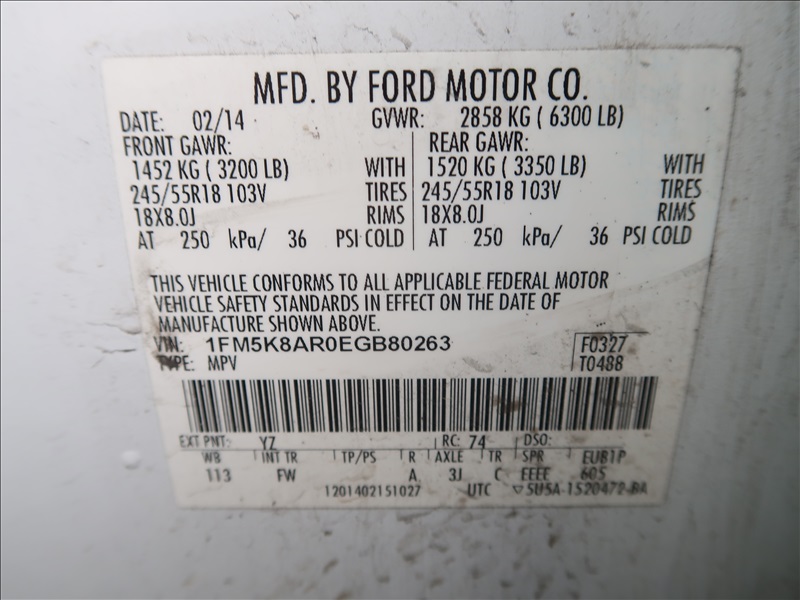 MFD. BY FORD MOTOR CO.
DATE: 02/14 GVWR: 2858 KG ( 6300 LB)
FRONT GAWR: REAR GAWR:
1452 KG ( 3200 LB) WITH 1520 KG ( 3350 LB) WITH
245/55R18 103V TIRES 245/55R18 103V TIRES
18X8.0J RIMS 18X8.0J RIMS
AT 250 kPa/ 36 PSI COLD AT 250 kPa/ 36 PSI COLD
THIS VEHICLE CONFORMS TO ALL APPLICABLE FEDERAL MOTOR
VEHICLE SAFETY STANDARDS IN EFFECT ON THE DATE OF
MANUFACTURE SHOWN ABOVE.
VIN: 1FM5K8AR0EGB80263 F0327
TYPE: MPV T0488
EXT PNT: YZ RC: 74 DSO:
WB INT TR TP/PS R AXLE TR SPR EUB1P
113 FW A 3J C EEEE 605
1201402151027 UTC ▽5U5A-1520472-BA